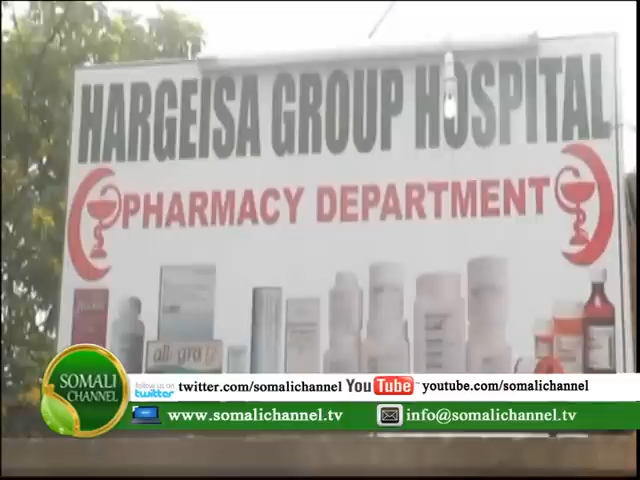 HARGEISA GROUP HOSPITAL
PHARMACY DEPARTMENT
allegra
SOMALI
CHANNEL
follow us on
twitter
twitter.com/somalichannel
YouTube
youtube.com/somalichannel
www.somalichannel.tv
info@somalichannel.tv